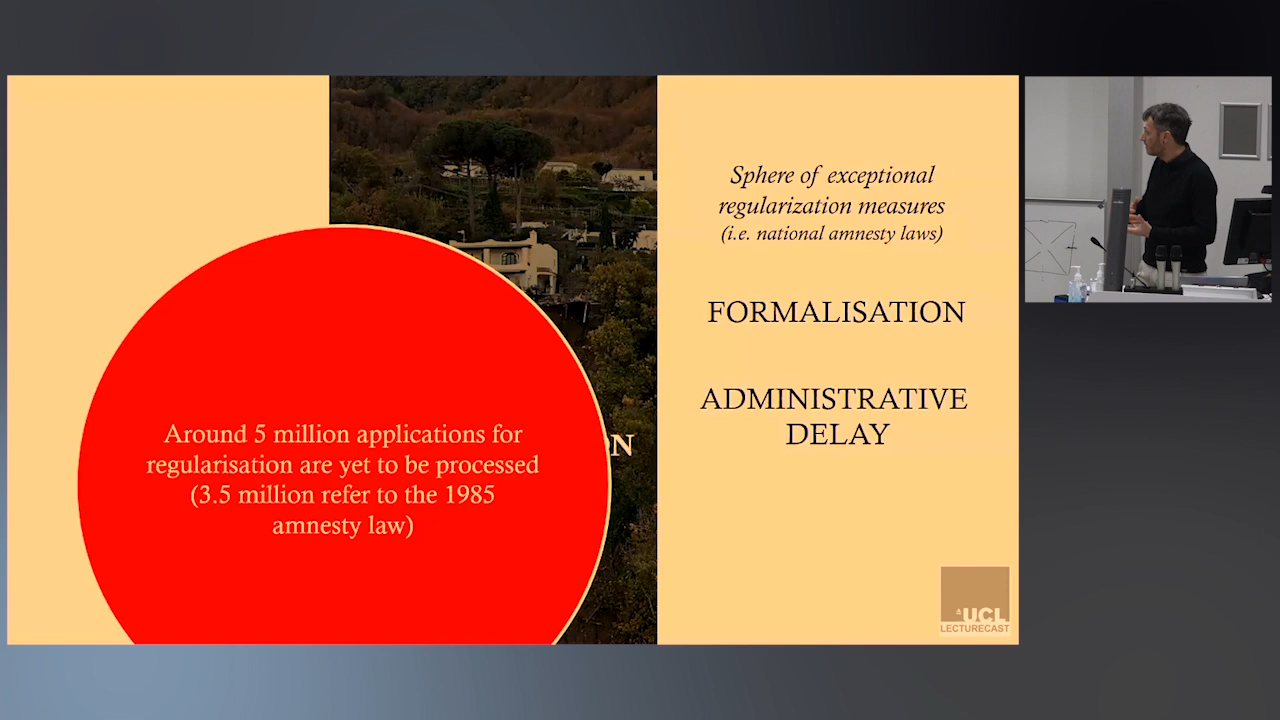 Around 5 million applications for
regularisation are yet to be processed
(3.5 million refer to the 1985
amnesty law)
N
Sphere of exceptional
regularization measures
(i.e. national amnesty laws)
FORMALISATION
ADMINISTRATIVE
DELAY
UCL
LECTURECAST